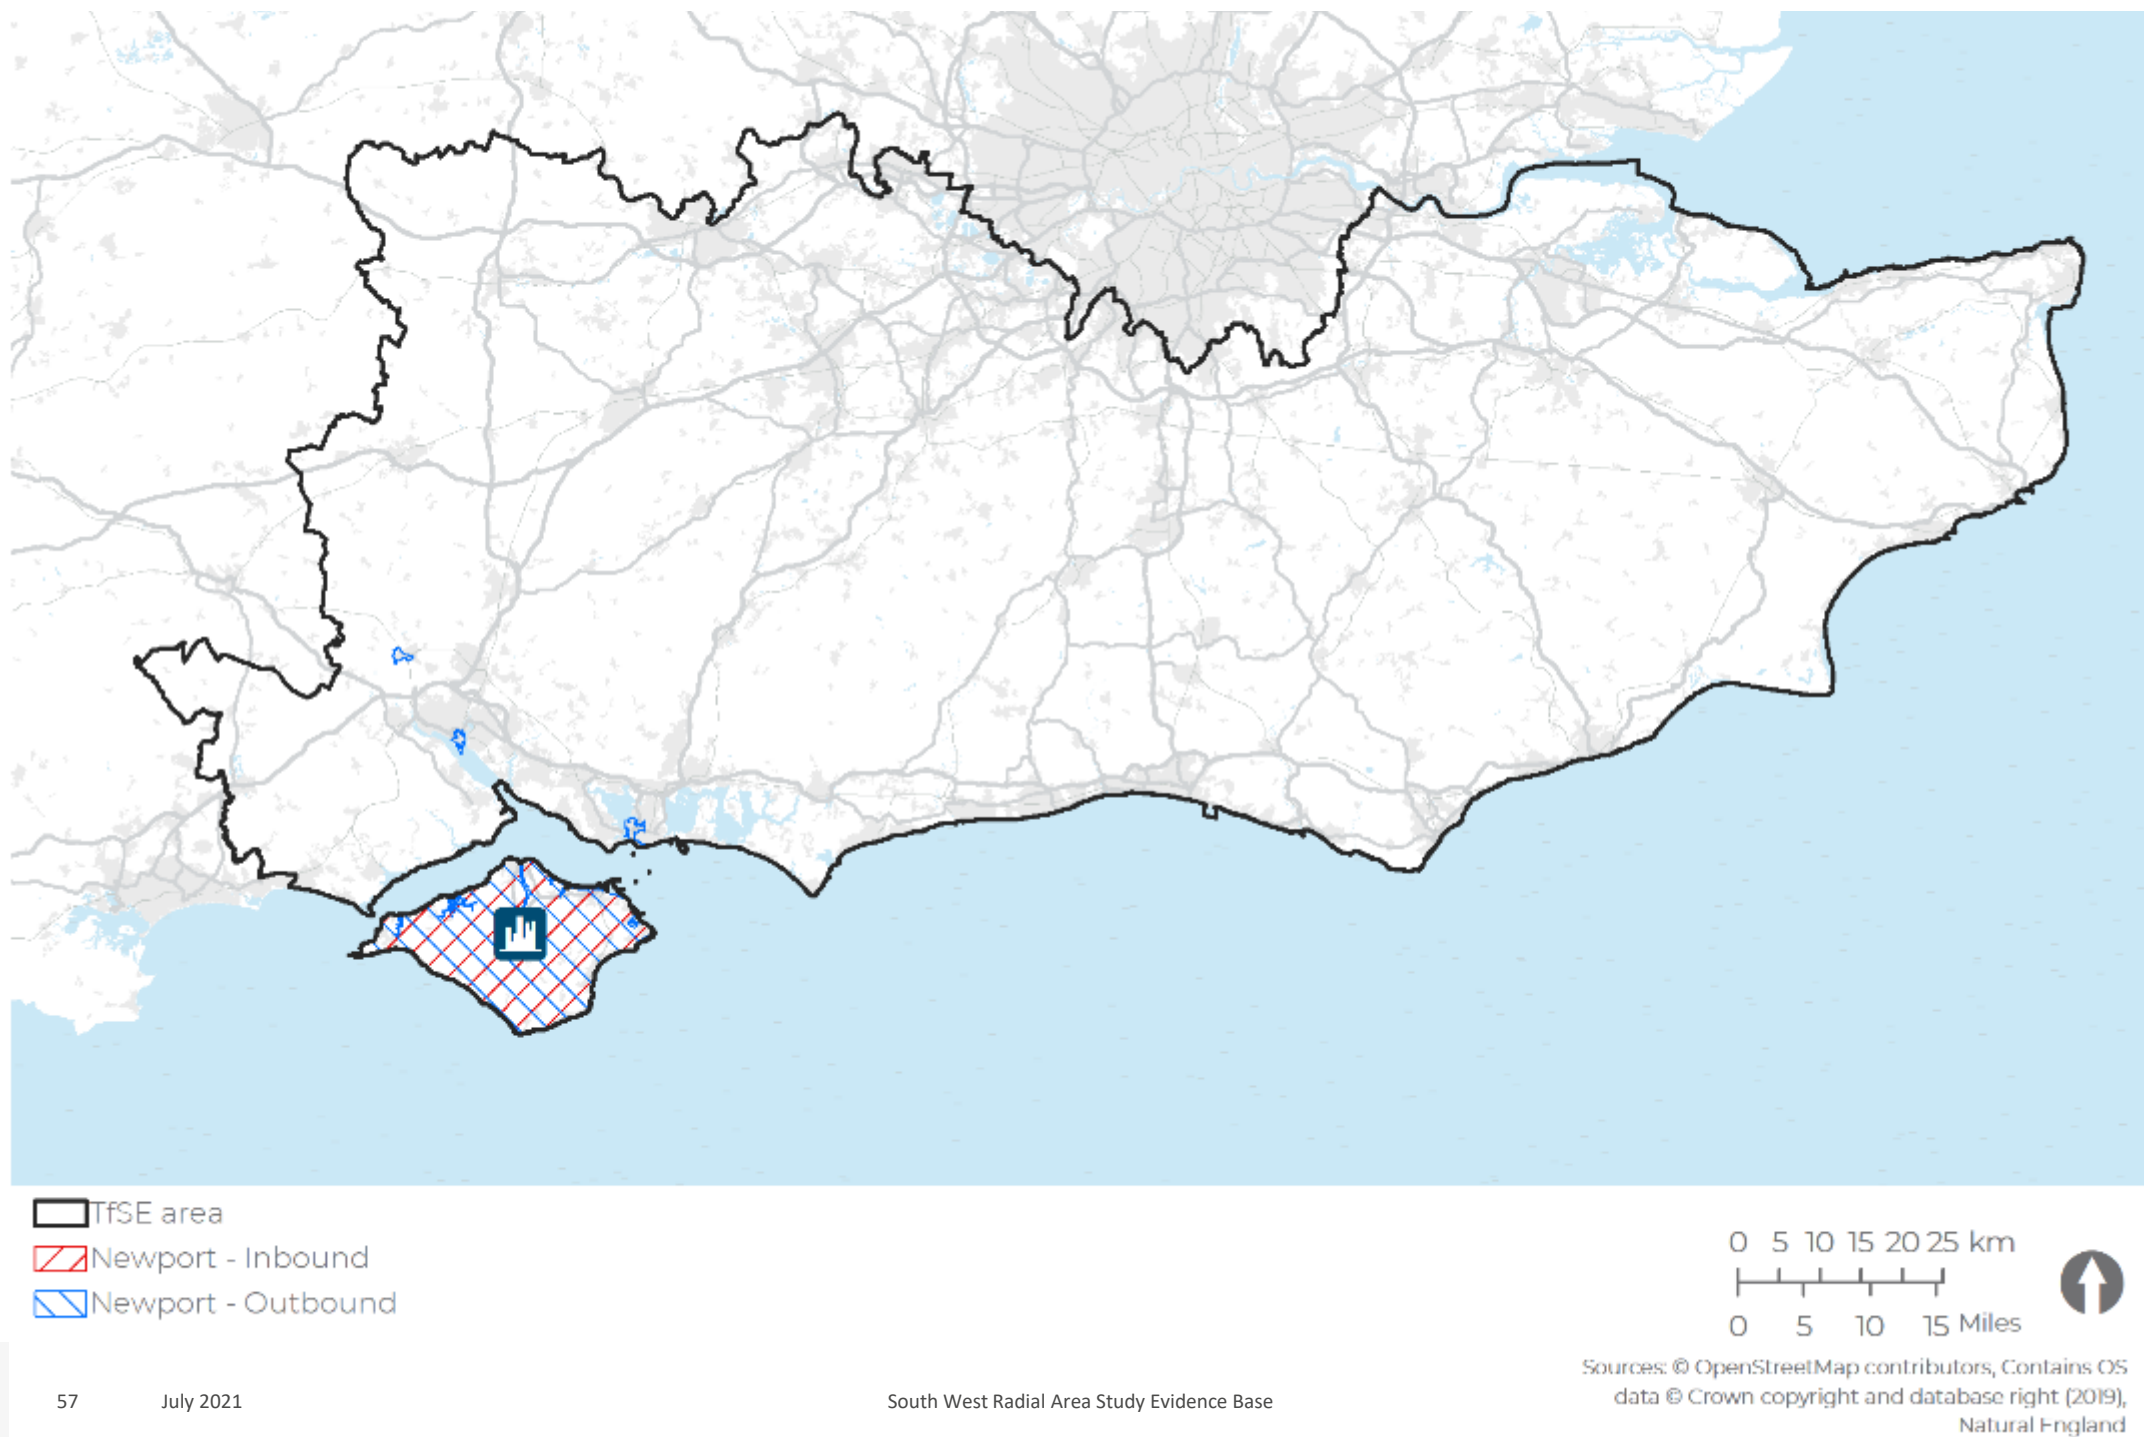 TfSE area
Newport - Inbound
Newport - Outbound
0 5 10 15 20 25 km
0 5 10 15 Miles
Sources: © OpenStreetMap contributors, Contains OS
data © Crown copyright and database right (2019),
Natural England
57 July 2021 South West Radial Area Study Evidence Base